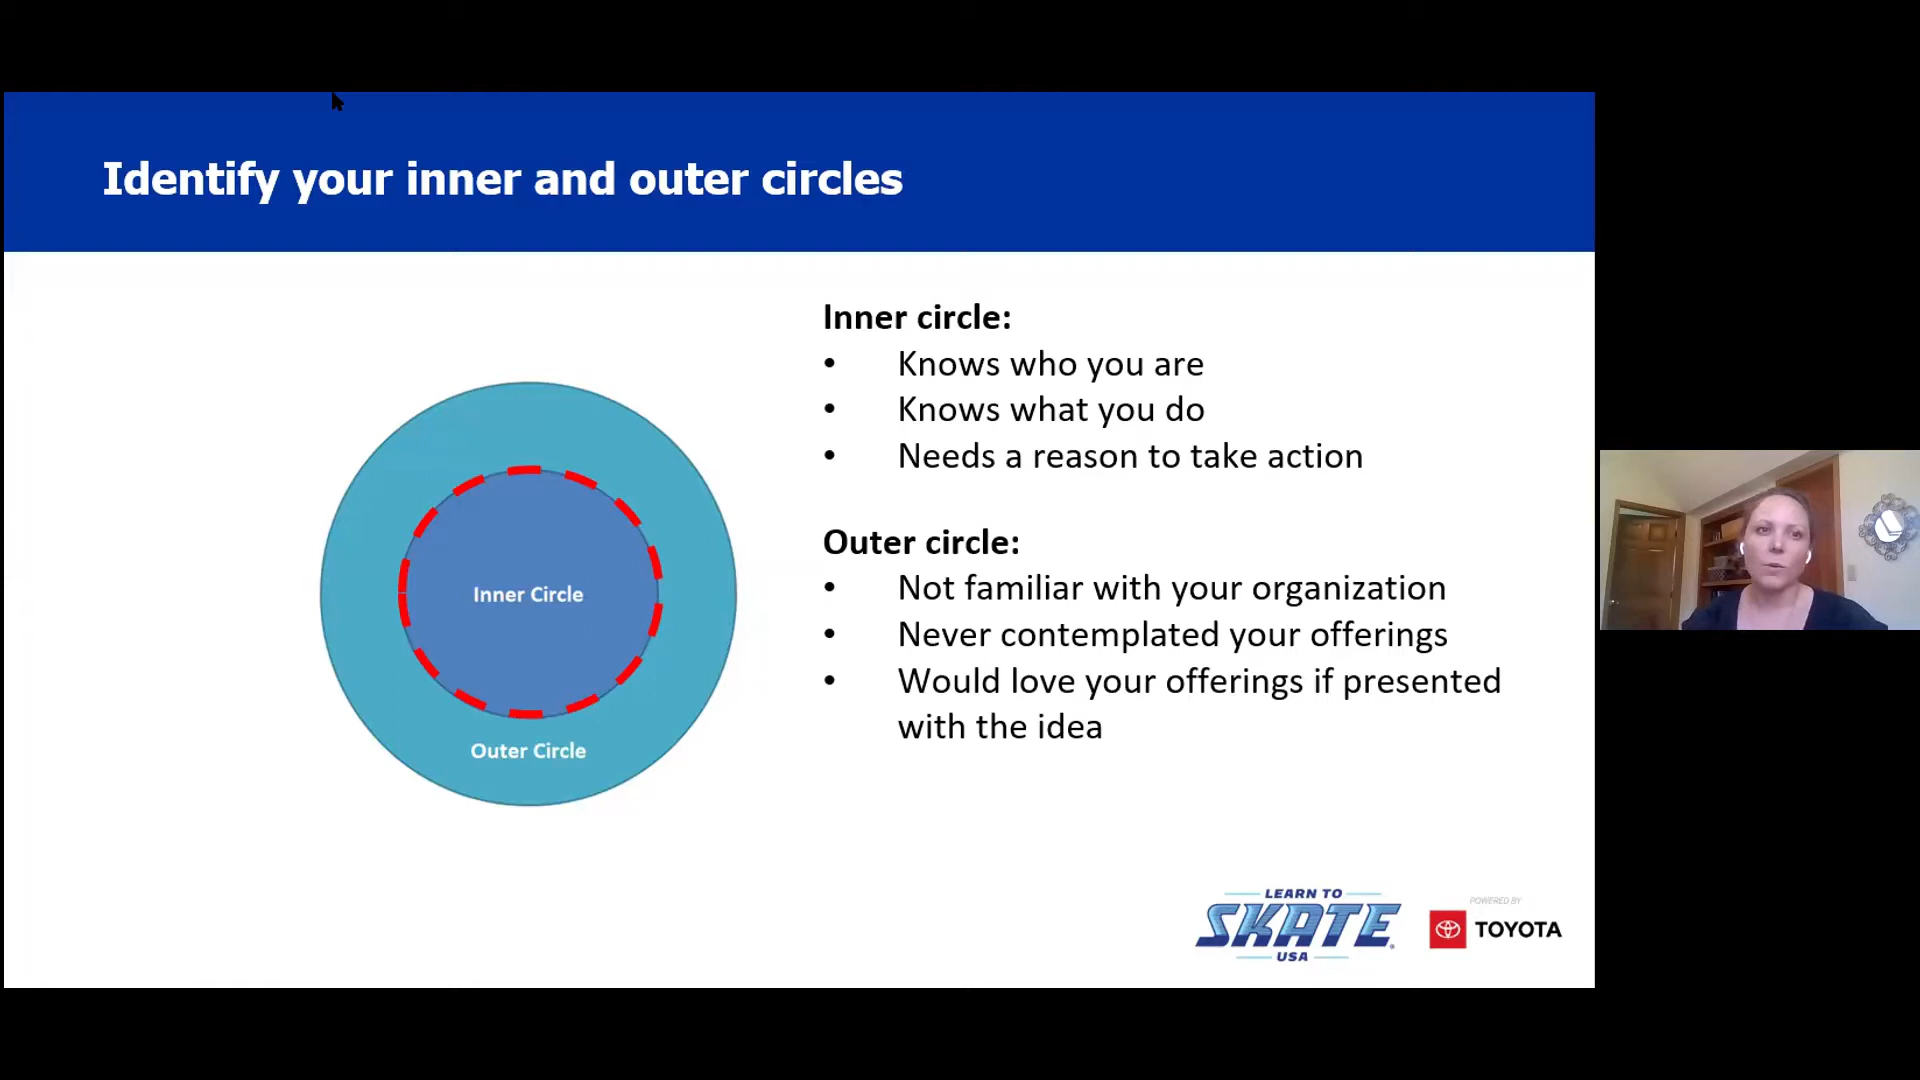 Identify your inner and outer circles
Inner circle:
• Knows who you are
• Knows what you do
• Needs a reason to take action
Outer circle:
• Not familiar with your organization
• Never contemplated your offerings
• Would love your offerings if presented
with the idea
Inner Circle
Outer Circle
LEARN TO
SKATE
USA
POWERED BY
TOYOTA